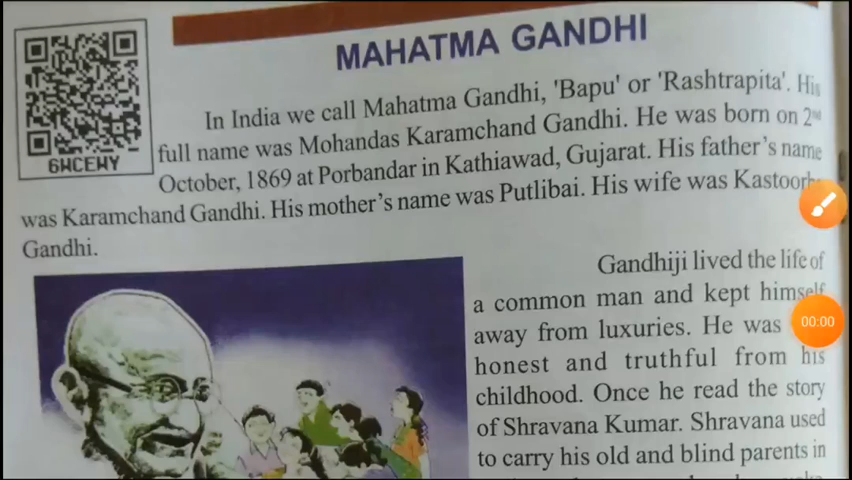 MAHATMA GANDHI
In India we call Mahatma Gandhi, 'Bapu' or 'Rashtrapita'. His
full name was Mohandas Karamchand Gandhi. He was born on 2nd
6WCEWY
October, 1869 at Porbandar in Kathiawad, Gujarat. His father's name
was Karamchand Gandhi. His mother's name was Putlibai. His wife was
Gandhi.
Gandhiji lived the life of
a common man and kept himself
away from luxuries. He was
honest and truthful from his
childhood. Once he read the story
of Shravana Kumar. Shravana used
to carry his old and blind parents in
00:00